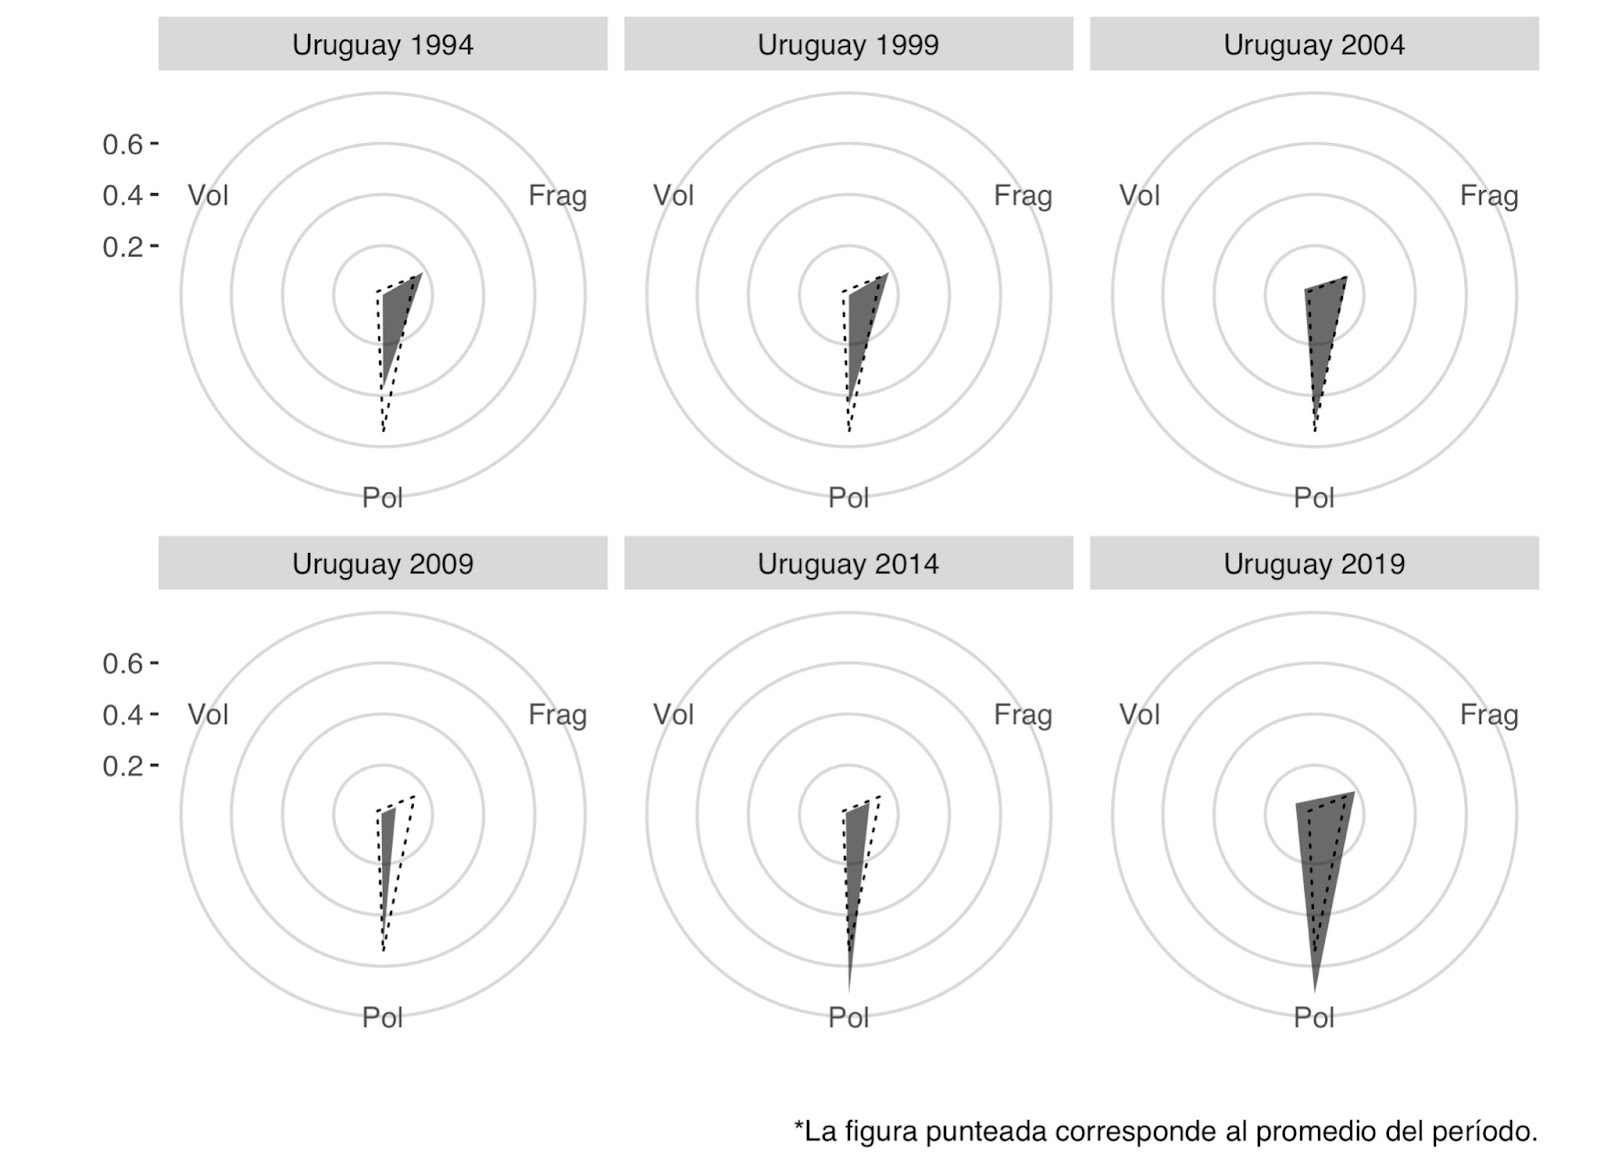 Uruguay 1994
Uruguay 1999
Uruguay 2004
0.6
0.4
0.2
Vol
Frag
Pol
Vol
Frag
Pol
Vol
Frag
Pol
Uruguay 2009
Uruguay 2014
Uruguay 2019
0.6
0.4
0.2
Vol
Frag
Pol
Vol
Frag
Pol
Vol
Frag
Pol
*La figura punteada corresponde al promedio del período.